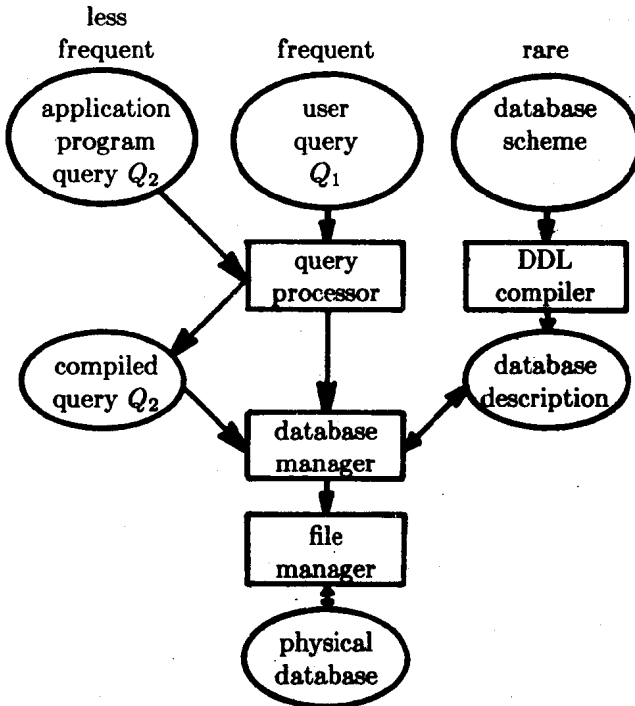 less
frequent
frequent
rare
application
program
query Q2
user
query
Q1
database
scheme
query
processor
DDL
compiler
compiled
query Q2
database
description
database
manager
file
manager
physical
database